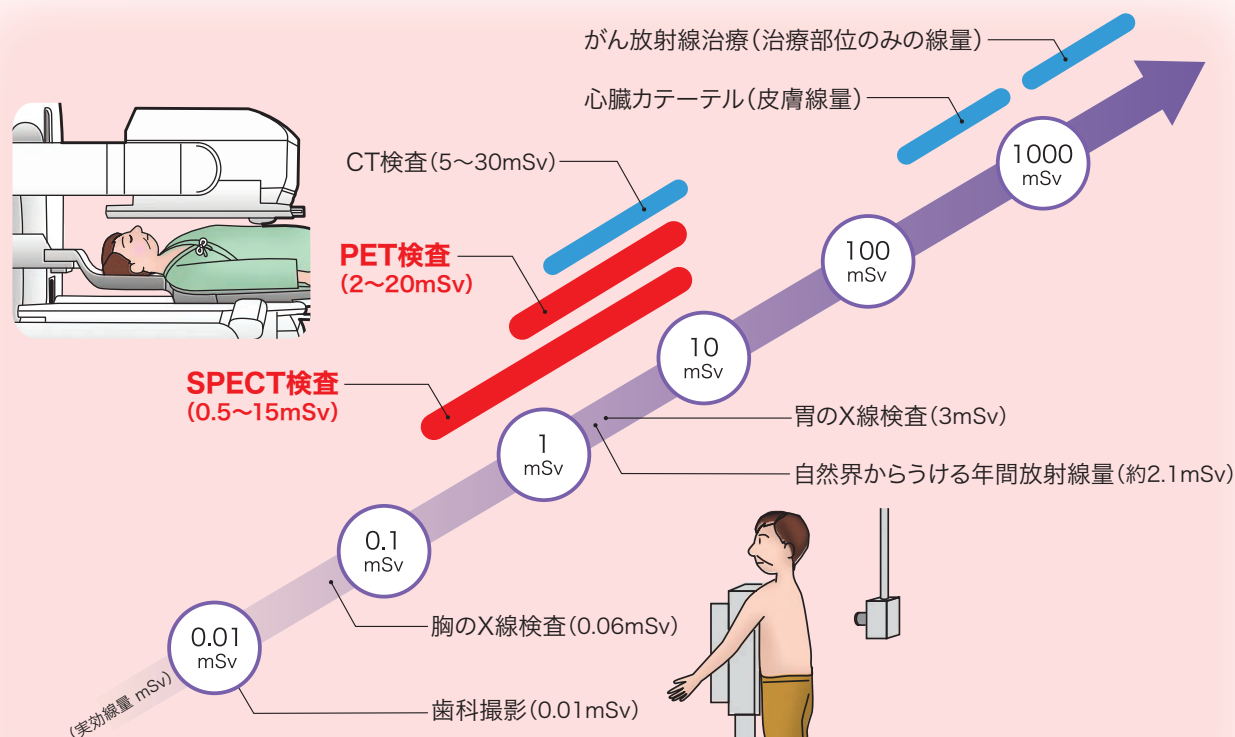 がん放射線治療（治療部位のみの線量）
心臓カテーテル（皮膚線量）
CT検査（5〜30mSv）
PET検査
（2〜20mSv）
SPECT検査
（0.5〜15mSv）
1000
mSv
100
mSv
10
mSv
1
mSv
0.1
mSv
0.01
mSv
胃のX線検査（3mSv）
自然界からうける年間放射線量（約2.1mSv）
胸のX線検査（0.06mSv）
歯科撮影（0.01mSv）
（実効線量 mSv）